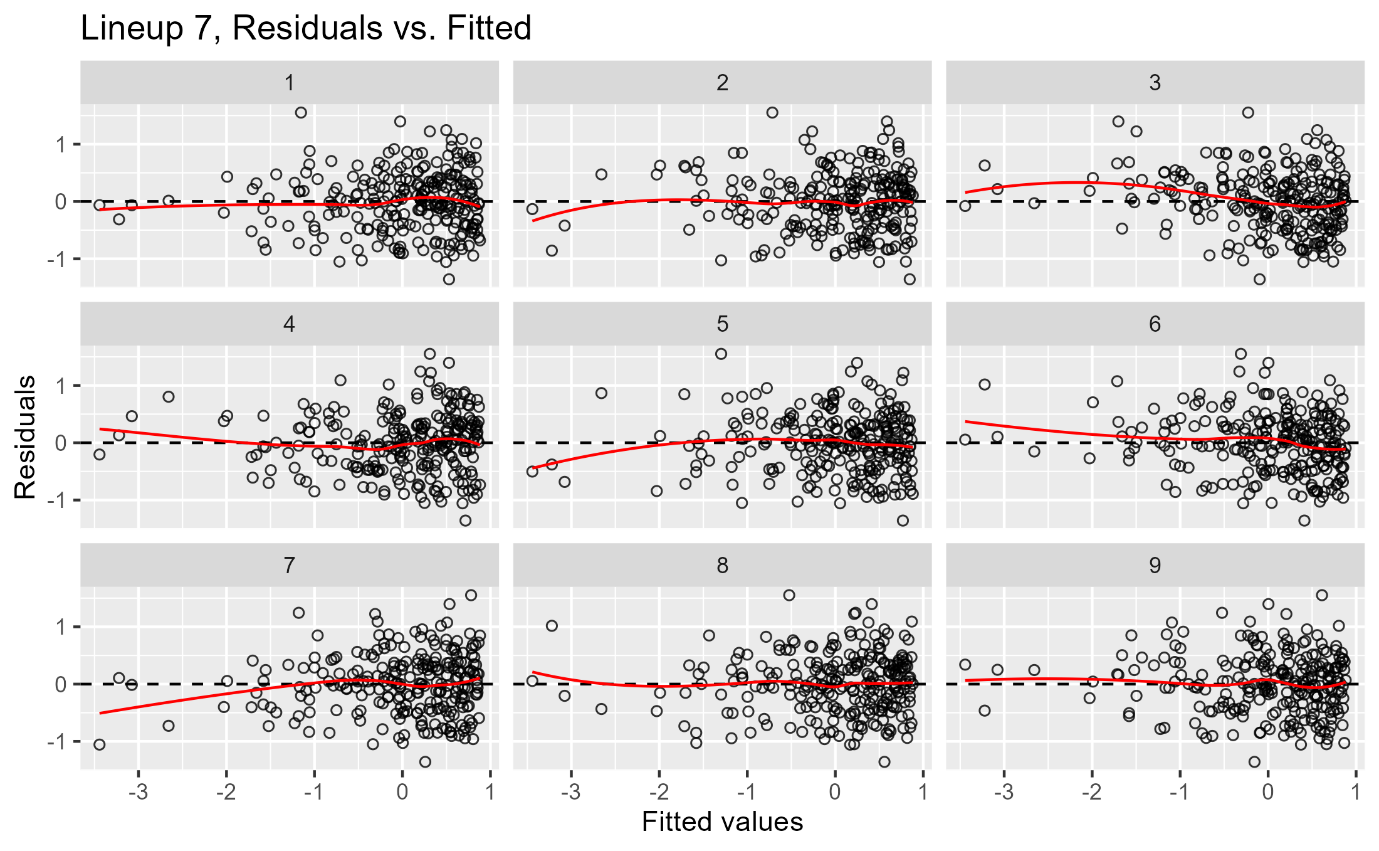 Lineup 7, Residuals vs. Fitted
1 2 3
1
0
-1
4 5 6
1
0
-1
7 8 9
1
0
-1
-3 -2 -1 0 1 -3 -2 -1 0 1 -3 -2 -1 0 1
Residuals
Fitted values